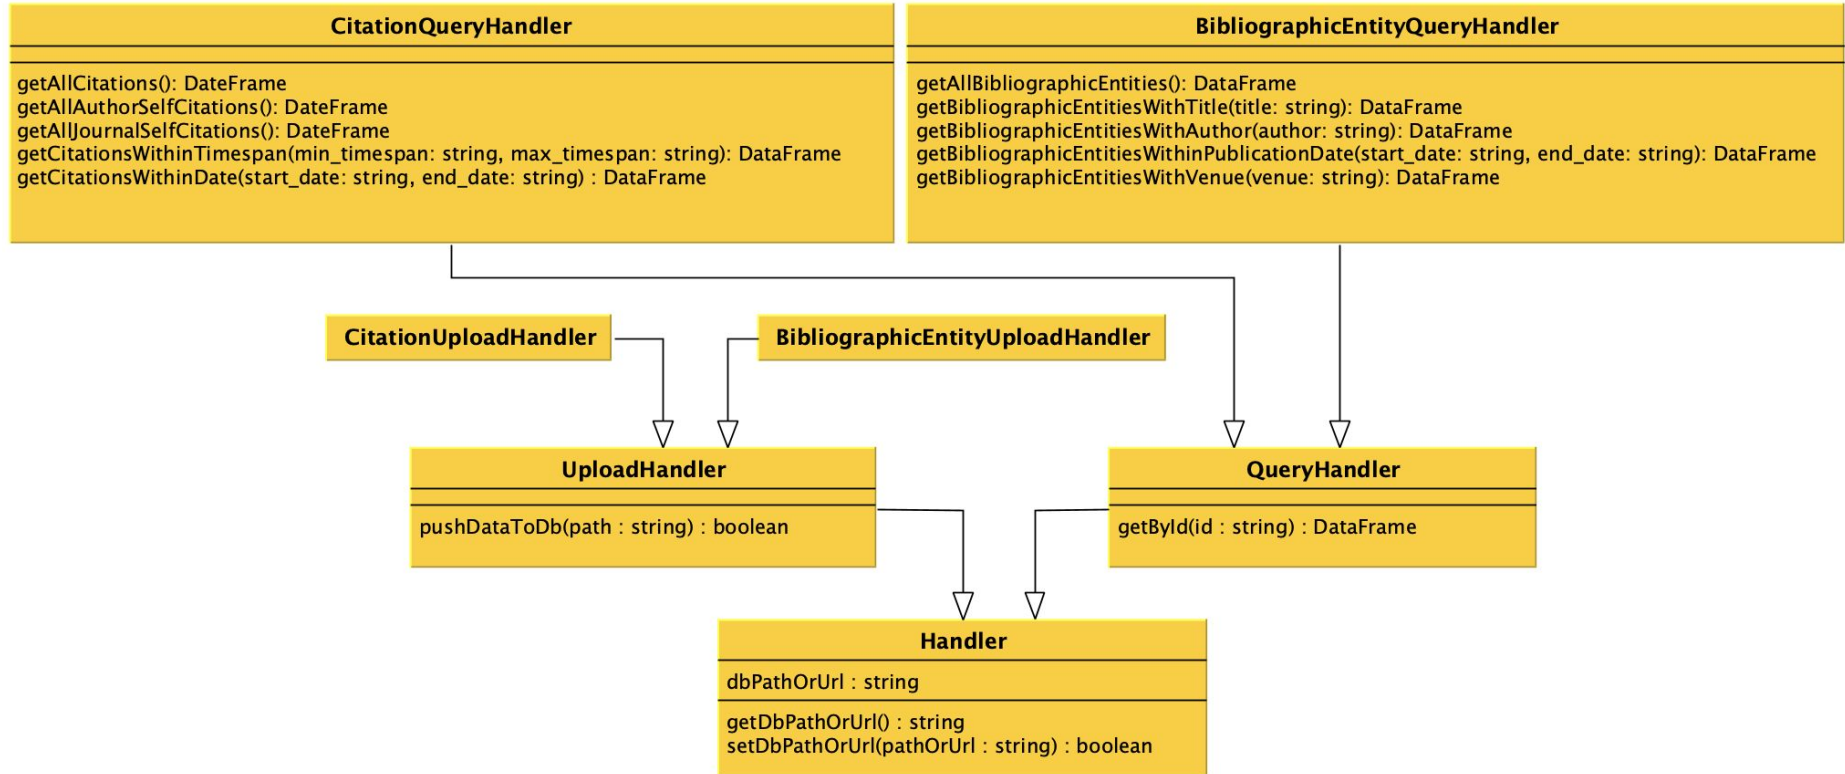 CitationQueryHandler
getAllCitations(): DateFrame
getAllAuthorSelfCitations(): DateFrame
getAllJournalSelfCitations(): DateFrame
getCitationsWithinTimespan(min_timespan: string, max_timespan: string): DataFrame
getCitationsWithinDate(start_date: string, end_date: string) : DataFrame
BibliographicEntityQueryHandler
getAllBibliographicEntities(): DataFrame
getBibliographicEntitiesWithTitle(title: string): DataFrame
getBibliographicEntitiesWithAuthor(author: string): DataFrame
getBibliographicEntitiesWithinPublicationDate(start_date: string, end_date: string): DataFrame
getBibliographicEntitiesWithVenue(venue: string): DataFrame
CitationUploadHandler
BibliographicEntityUploadHandler
UploadHandler
pushDataToDb(path : string) : boolean
QueryHandler
getById(id : string) : DataFrame
Handler
dbPathOrUrl : string
getDbPathOrUrl() : string
setDbPathOrUrl(pathOrUrl : string) : boolean